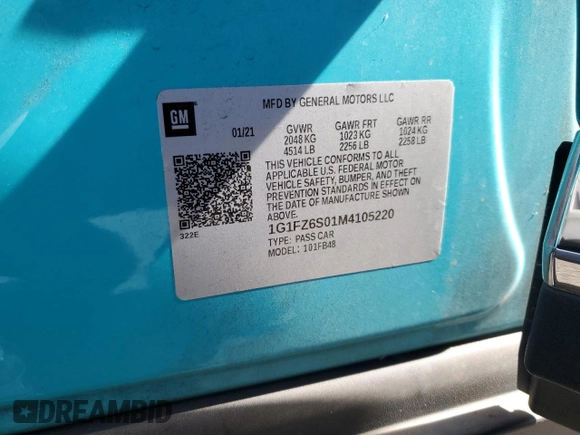 MFD BY GENERAL MOTORS LLC
GM
01/21
GVWR GAWR FRT GAWR RR
2048 KG 1023 KG 1024 KG
4514 LB 2256 LB 2258 LB
THIS VEHICLE CONFORMS TO ALL
APPLICABLE U.S. FEDERAL MOTOR
VEHICLE SAFETY, BUMPER, AND THEFT
PREVENTION STANDARDS IN EFFECT ON
THE DATE OF MANUFACTURE SHOWN
ABOVE.
322E
1G1FZ6S01M4105220
TYPE: PASS CAR
MODEL: 101FB48
DREAMBID